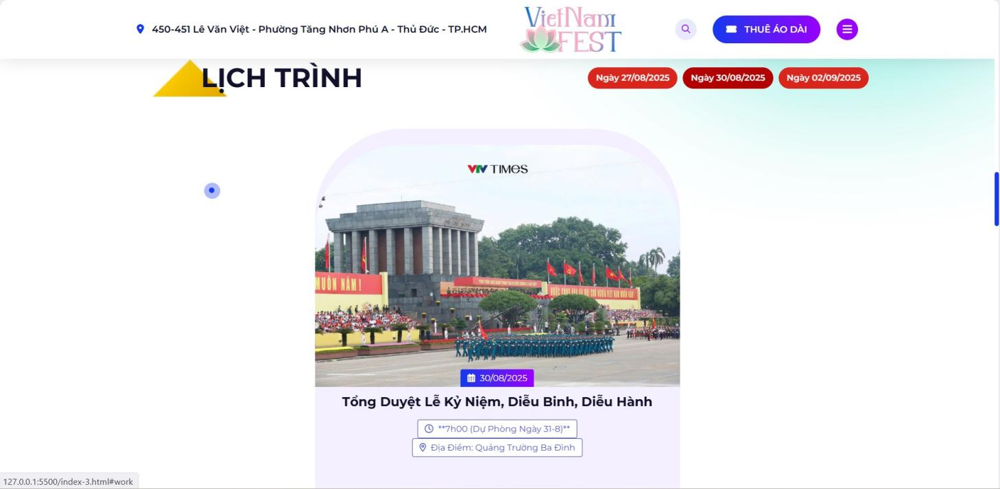 450-451 Lê Văn Việt - Phường Tăng Nhơn Phú A - Thủ Đức - TP.HCM
VietNam
FEST
THUÊ ÁO DÀI
LỊCH TRÌNH
Ngày 27/08/2025
Ngày 30/08/2025
Ngày 02/09/2025
VTV TIMES
HỒ CHÍ MINH
MUÔN NĂM!
30/08/2025
Tổng Duyệt Lễ Kỷ Niệm, Diễu Binh, Diễu Hành
**7h00 (Dự Phòng Ngày 31-8)**
Địa Điểm: Quảng Trường Ba Đình
127.0.0.1:5500/index-3.html#work